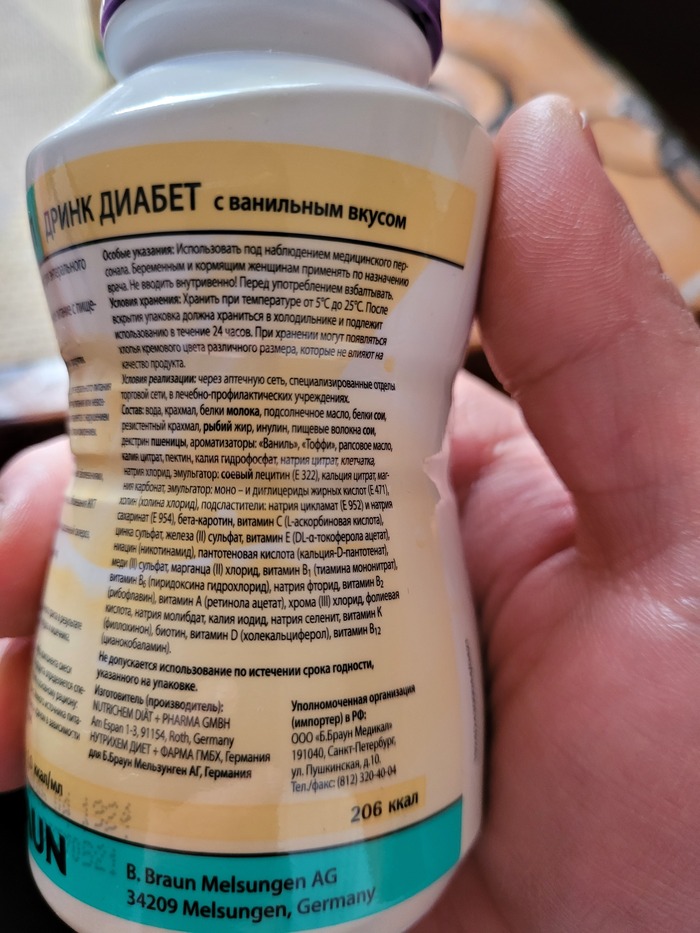 ДРИНК ДИАБЕТ с ванильным вкусом
Особые указания: Использовать под наблюдением медицинского пер-
сонала. Беременным и кормящим женщинам применять по назначению
врача. Не вводить внутривенно! Перед употреблением взбалтывать.
Условия хранения: Хранить при температуре от 5°С до 25°С. После
вскрытия упаковка должна храниться в холодильнике и подлежит
использованию в течение 24 часов. При хранении могут появляться
хлопья кремового цвета различного размера, которые не влияют на
качество продукта.
Условия реализации: через аптечную сеть, специализированные отделы
торговой сети, в лечебно-профилактических учреждениях.
Состав: вода, крахмал, белки молока, подсолнечное масло, белки сои,
резистентный крахмал, рыбий жир, инулин, пищевые волокна сои,
декстрин пшеницы, ароматизаторы: «Ваниль», «Тоффи», рапсовое масло,
калия цитрат, пектин, калия гидрофосфат, натрия цитрат, клетчатка,
натрия хлорид, эмульгатор: соевый лецитин (Е 322), кальция цитрат, маг-
ния карбонат, эмульгатор: моно – и диглицериды жирных кислот (Е 471),
холин (холина хлорид), подсластители: натрия цикламат (Е 952) и натрия
сахаринат (Е 954), бета-каротин, витамин С (L-аскорбиновая кислота),
цинка сульфат, железа (II) сульфат, витамин Е (DL-α-токоферола ацетат),
ниацин (никотинамид), пантотеновая кислота (кальция-D-пантотенат),
меди (II) сульфат, марганца (II) хлорид, витамин B₁ (тиамина мононитрат),
витамин B₆ (пиридоксина гидрохлорид), натрия фторид, витамин B₂
(рибофлавин), витамин А (ретинола ацетат), хрома (III) хлорид, фолиевая
кислота, натрия молибдат, калия иодид, натрия селенит, витамин К
(филлохинон), биотин, витамин D (холекальциферол), витамин B₁₂
(цианокобаламин).
Не допускается использование по истечении срока годности,
указанного на упаковке.
Изготовитель (производитель):
NUTRICHEM DIÄT + PHARMA GMBH
Am Espan 1-3, 91154, Roth, Germany
НУТРИХЕМ ДИЕТ + ФАРМА ГМБХ, Германия
для Б.Браун Мельзунген АГ, Германия
Уполномоченная организация
(импортер) в РФ:
ООО «Б.Браун Медикал»
191040, Санкт-Петербург,
ул. Пушкинская, д.10.
Тел./факс: (812) 320-40-04
ккал/мл
206 ккал
B. Braun Melsungen AG
34209 Melsungen, Germany